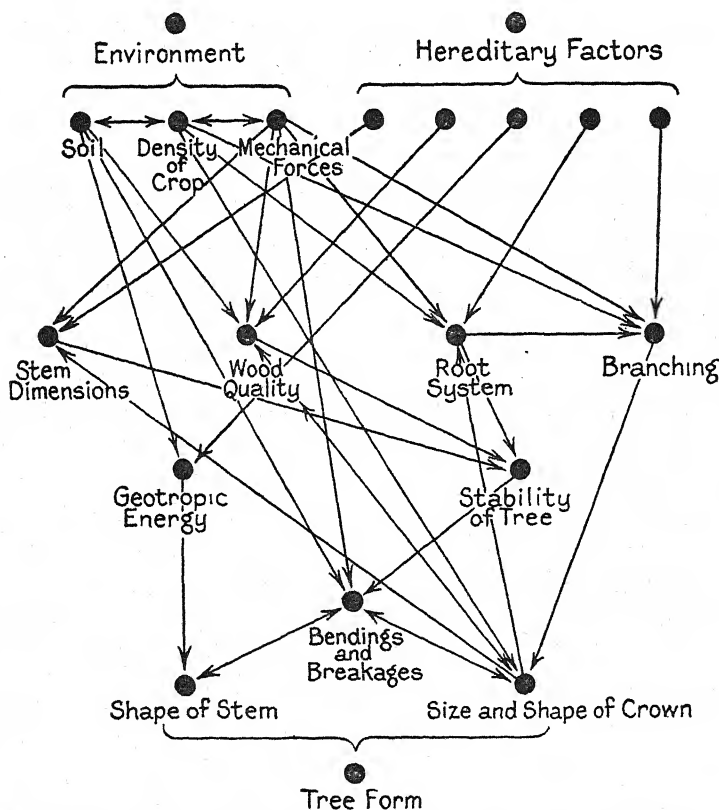 Environment
Hereditary Factors
Soil
Density
of
Crop
Mechanical
Forces
Stem
Dimensions
Wood
Quality
Root
System
Branching
Geotropic
Energy
Stability
of Tree
Bendings
and
Breakages
Shape of Stem
Size and Shape of Crown
Tree Form